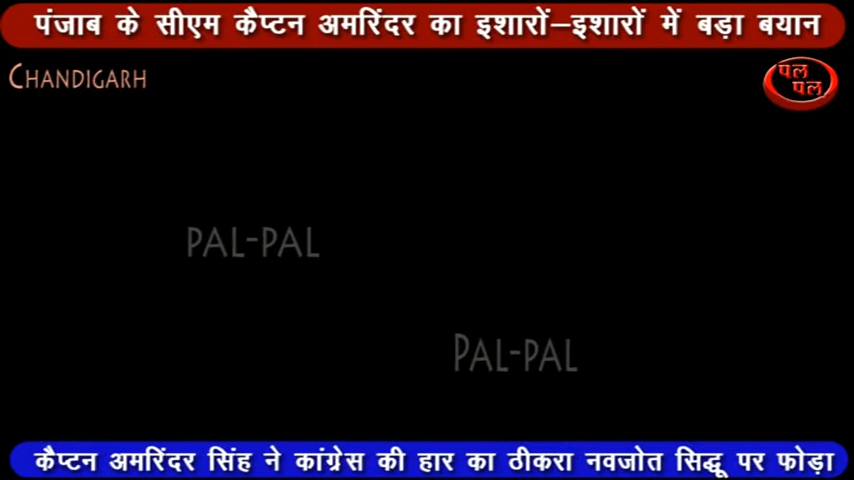 पंजाब के सीएम कैप्टन अमरिंदर का इशारों–इशारों में बड़ा बयान
CHANDIGARH
पल
पल
PAL-PAL
PAL-PAL
कैप्टन अमरिंदर सिंह ने कांग्रेस की हार का ठीकरा नवजोत सिद्धू पर फोड़ा